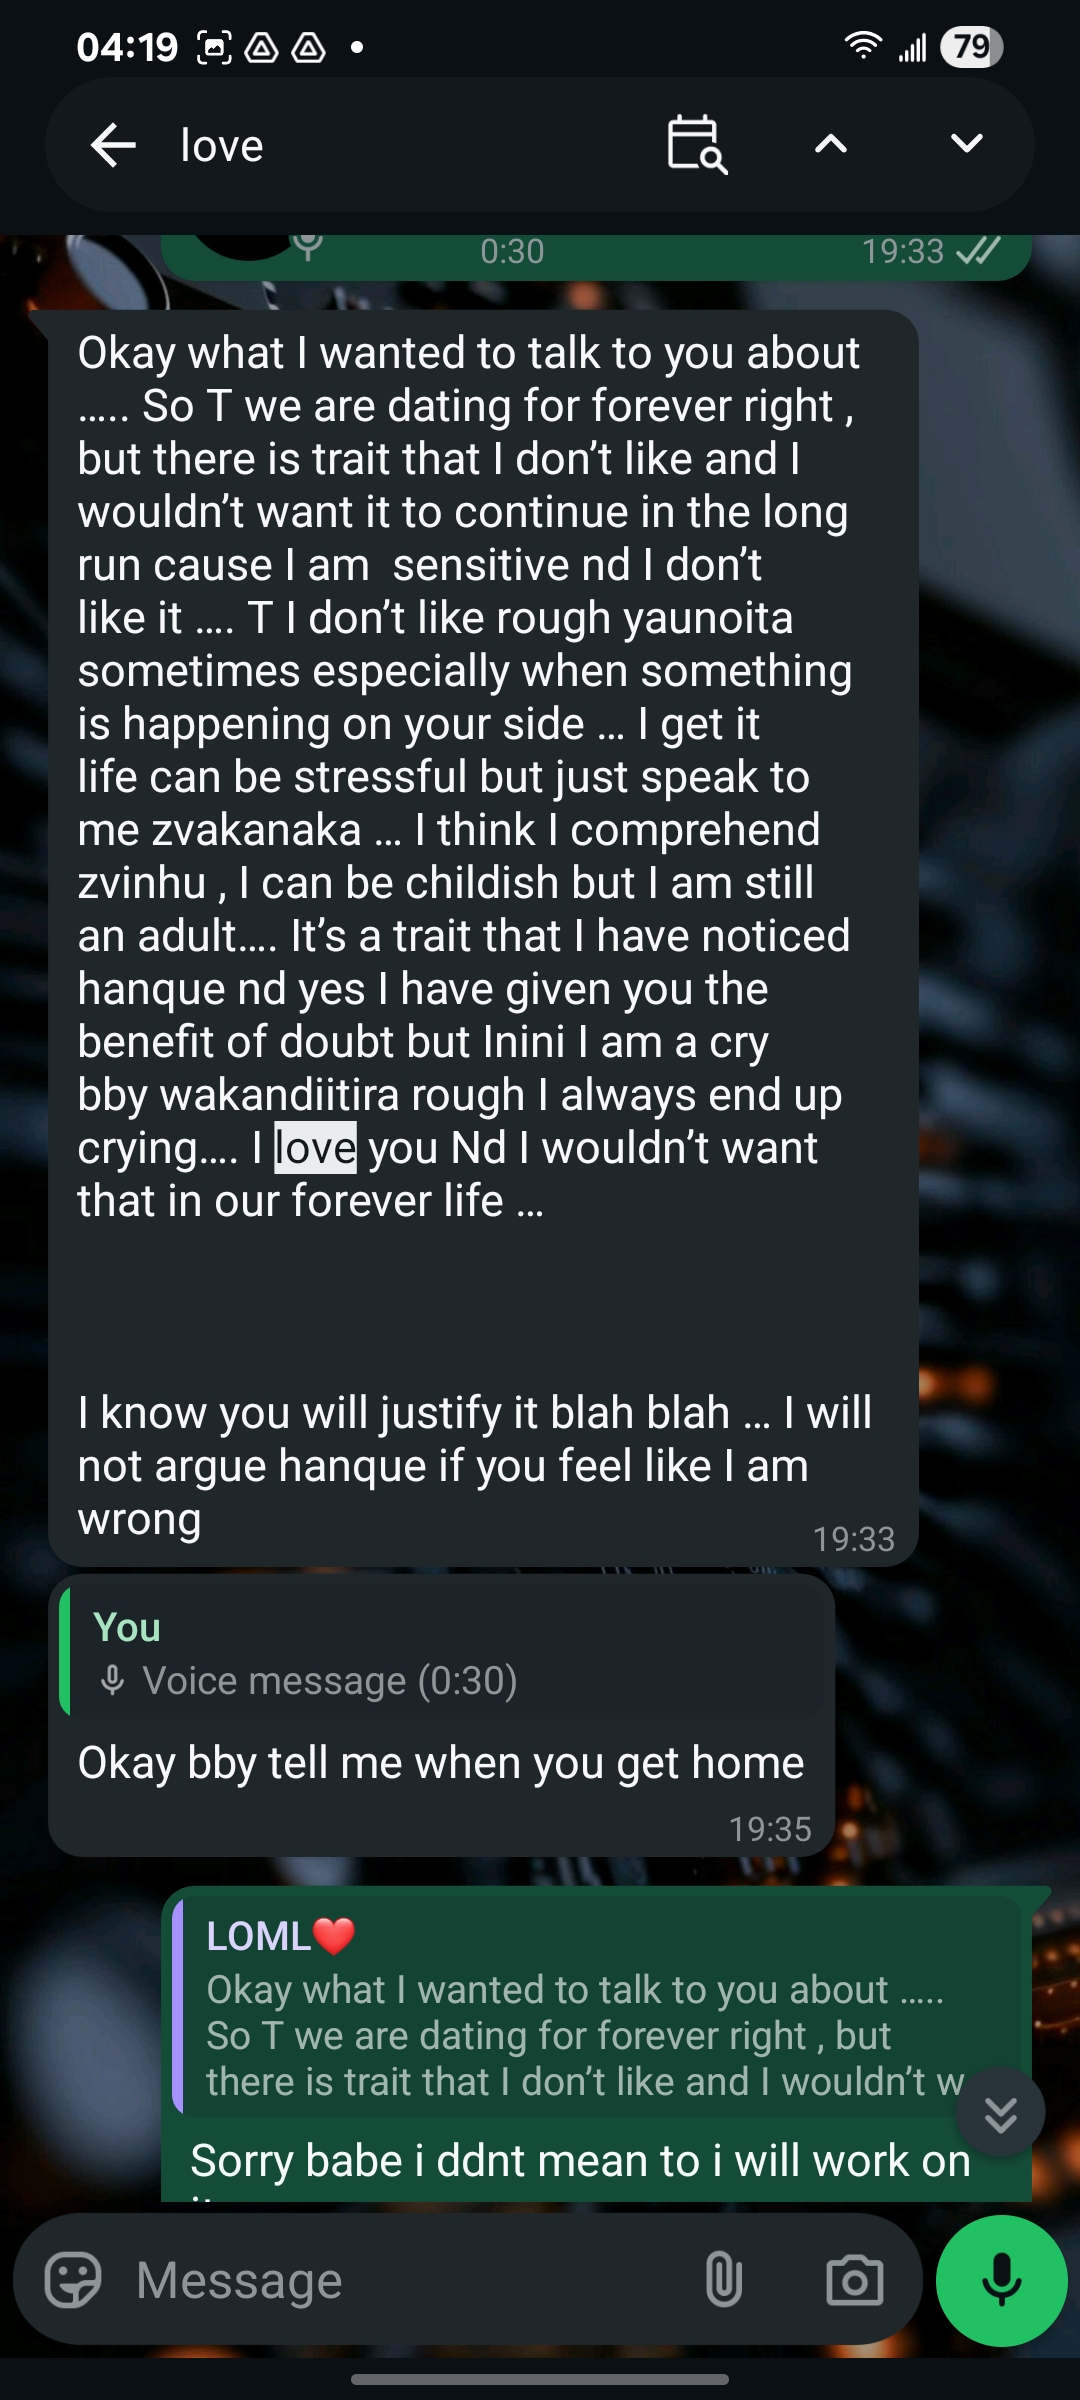 04:19
79
love
0:30
19:33
Okay what I wanted to talk to you about
..... So T we are dating for forever right ,
but there is trait that I don’t like and I
wouldn’t want it to continue in the long
run cause I am  sensitive nd I don’t
like it .... T I don’t like rough yaunoita
sometimes especially when something
is happening on your side ... I get it
life can be stressful but just speak to
me zvakanaka ... I think I comprehend
zvinhu , I can be childish but I am still
an adult.... It’s a trait that I have noticed
hanque nd yes I have given you the
benefit of doubt but Inini I am a cry
bby wakandiitira rough I always end up
crying.... I love you Nd I wouldn’t want
that in our forever life ...
I know you will justify it blah blah ... I will
not argue hanque if you feel like I am
wrong
19:33
You
Voice message (0:30)
Okay bby tell me when you get home
19:35
LOML❤️
Okay what I wanted to talk to you about .....
So T we are dating for forever right , but
there is trait that I don’t like and I wouldn’t w
Sorry babe i ddnt mean to i will work on
Message